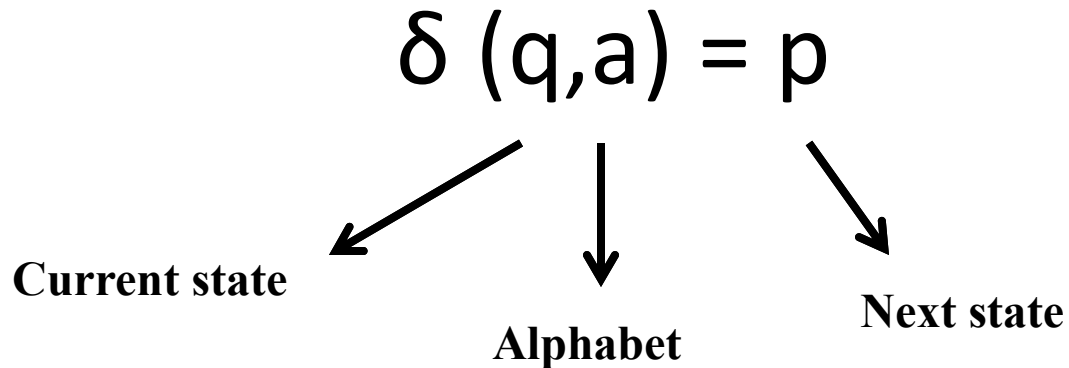 δ (q,a) = p
Current state
Alphabet
Next state